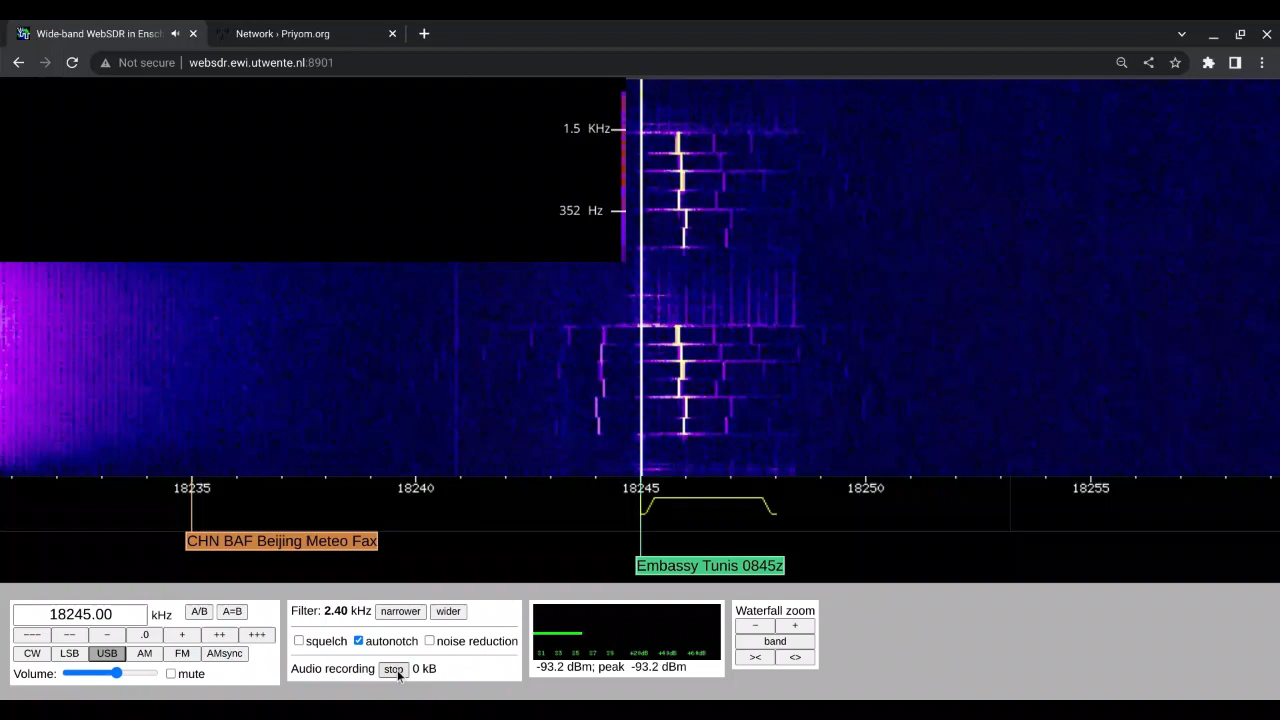 Wide-band WebSDR in Ensch
Network › Priyom.org
Not secure | websdr.ewi.utwente.nl:8901
1.5 KHz
352 Hz
18235 18240 18245 18250 18255
CHN BAF Beijing Meteo Fax
Embassy Tunis 0845z
18245.00 kHz A/B A=B
--- -- - .0 + ++ +++
CW LSB USB AM FM AMsync
Volume: mute
Filter: 2.40 kHz narrower wider
squelch autonotch noise reduction
Audio recording stop 0 kB
-93.2 dBm; peak -93.2 dBm
Waterfall zoom
- +
band
>< <>